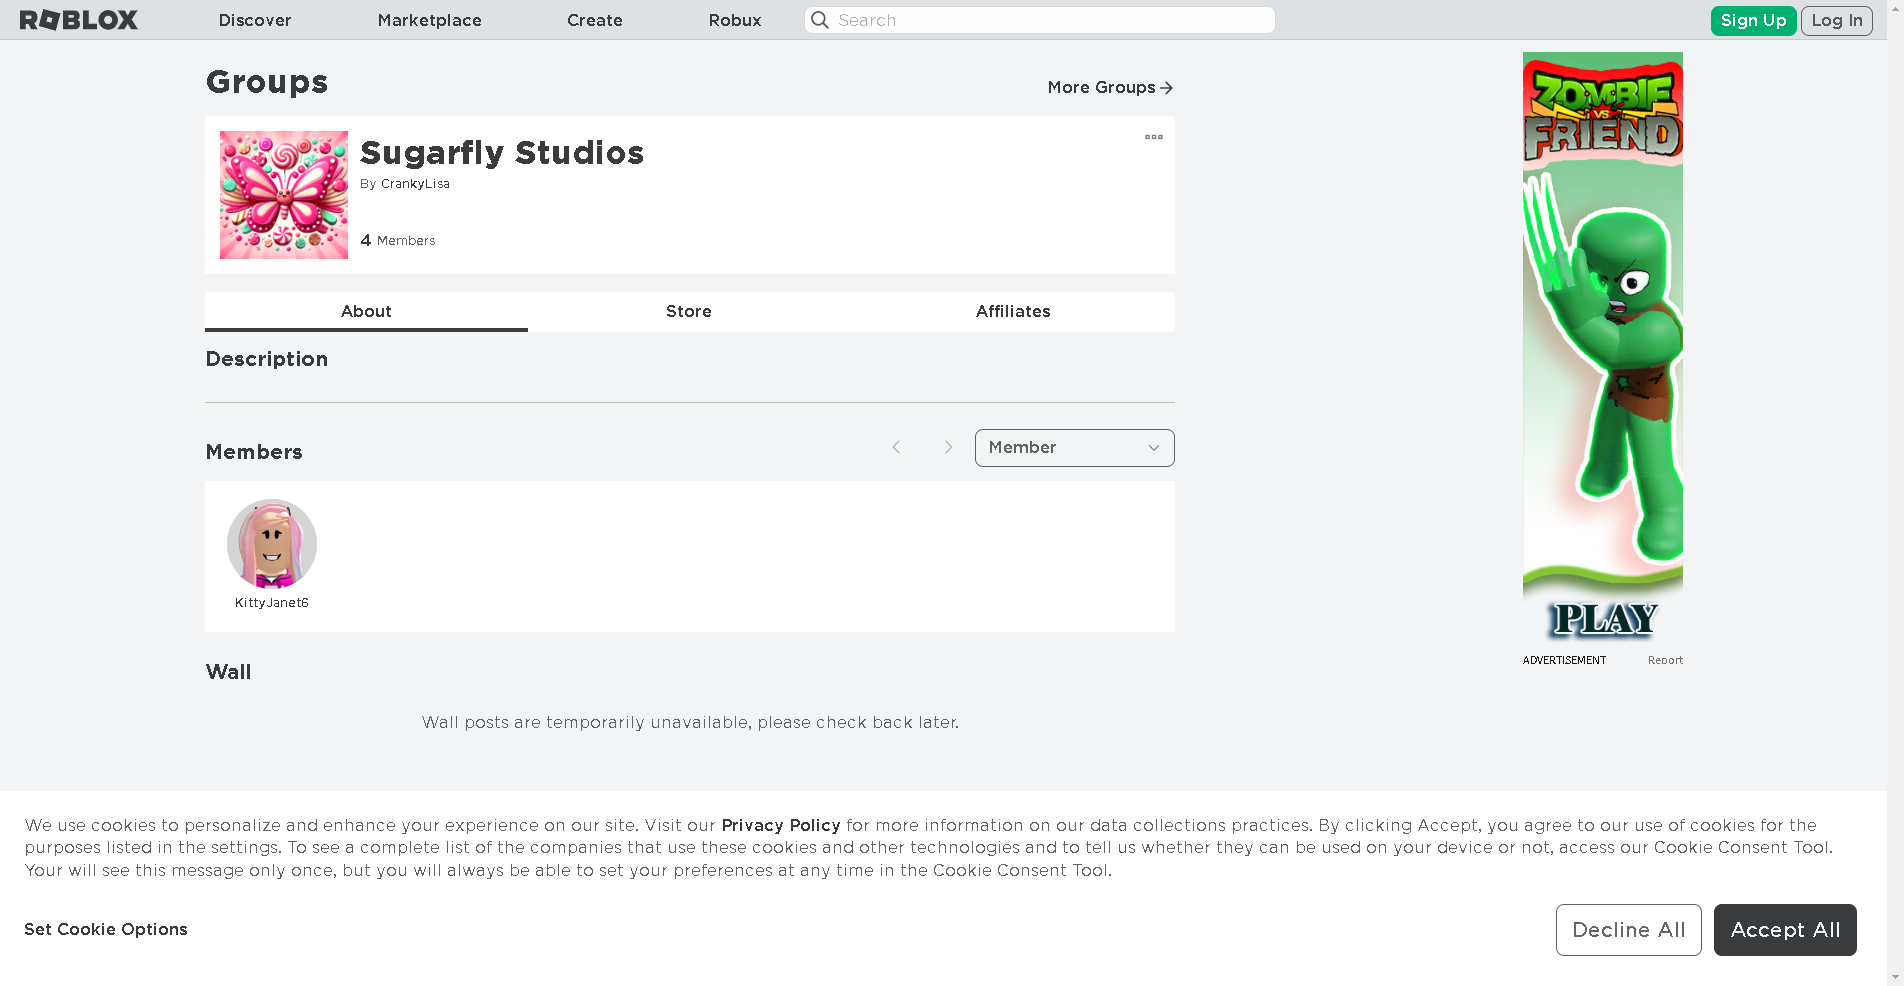 ROBLOX
Discover
Marketplace
Create
Robux
Search
Sign Up
Log In
Groups
More Groups
Sugarfly Studios
By CrankyLisa
4 Members
About
Store
Affiliates
Description
Members
Member
KittyJanet6
Wall
Wall posts are temporarily unavailable, please check back later.
ZOMBIE
VS
FRIEND
PLAY
ADVERTISEMENT
Report
We use cookies to personalize and enhance your experience on our site. Visit our Privacy Policy for more information on our data collections practices. By clicking Accept, you agree to our use of cookies for the
purposes listed in the settings. To see a complete list of the companies that use these cookies and other technologies and to tell us whether they can be used on your device or not, access our Cookie Consent Tool.
Your will see this message only once, but you will always be able to set your preferences at any time in the Cookie Consent Tool.
Set Cookie Options
Decline All
Accept All